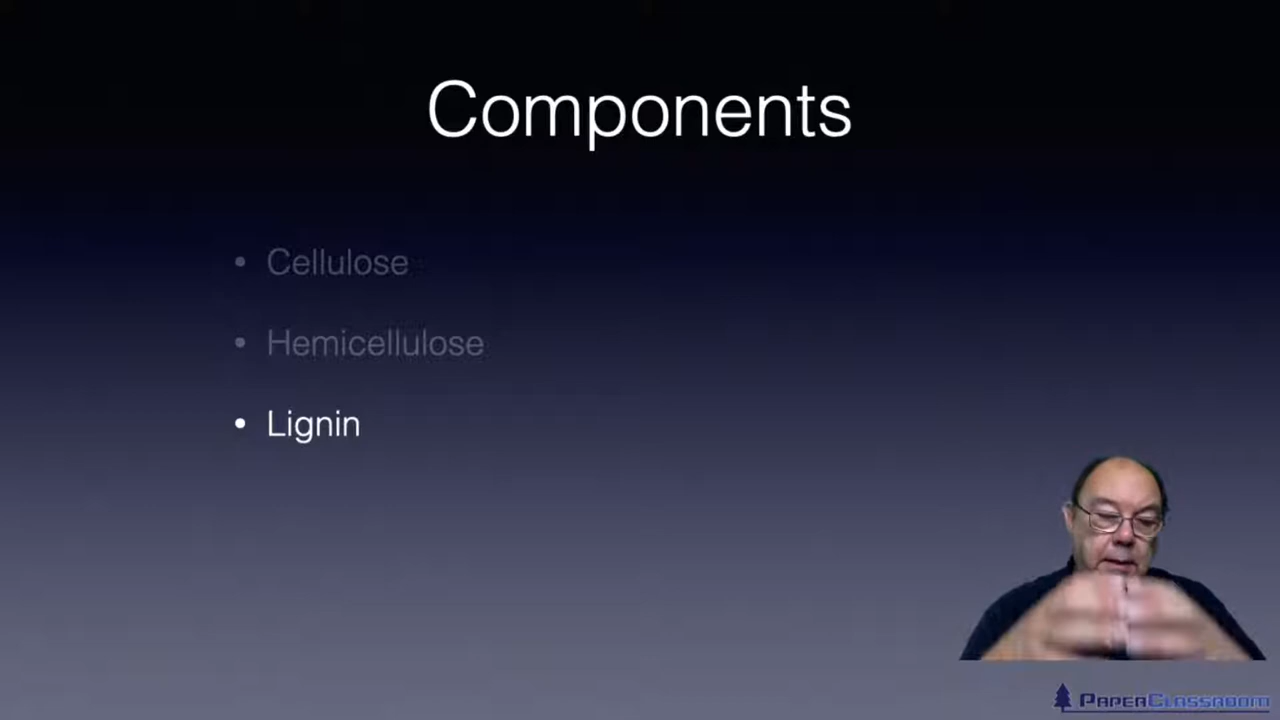 Components
• Cellulose
• Hemicellulose
• Lignin
PAPERCLASSROOM